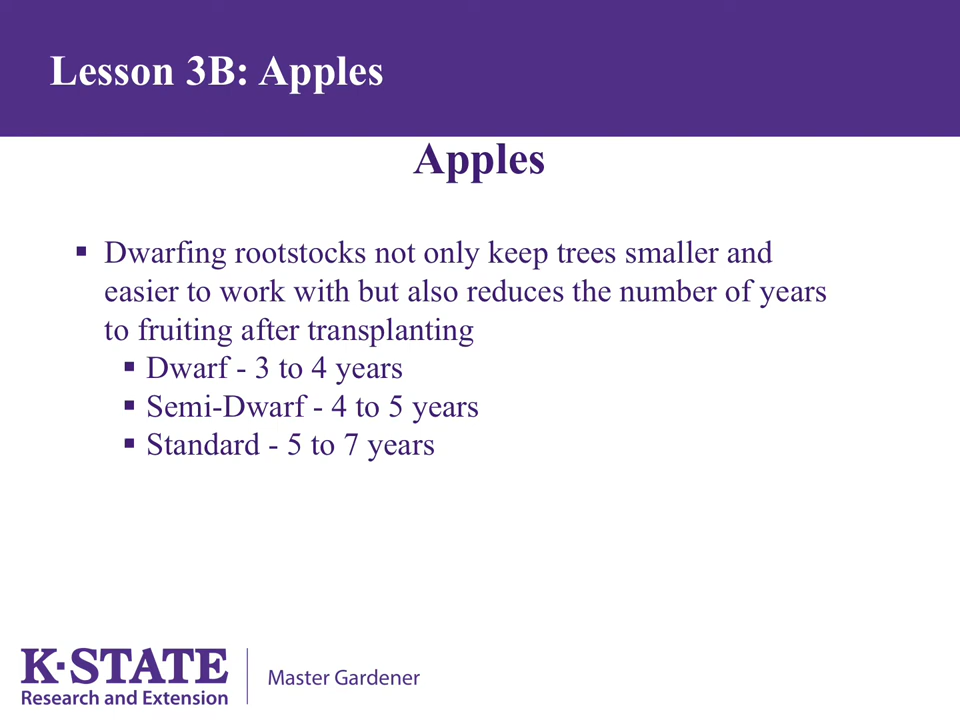 Lesson 3B: Apples
Apples
▪ Dwarfing rootstocks not only keep trees smaller and
easier to work with but also reduces the number of years
to fruiting after transplanting
▪ Dwarf - 3 to 4 years
▪ Semi-Dwarf - 4 to 5 years
▪ Standard - 5 to 7 years
K·STATE
Research and Extension
Master Gardener